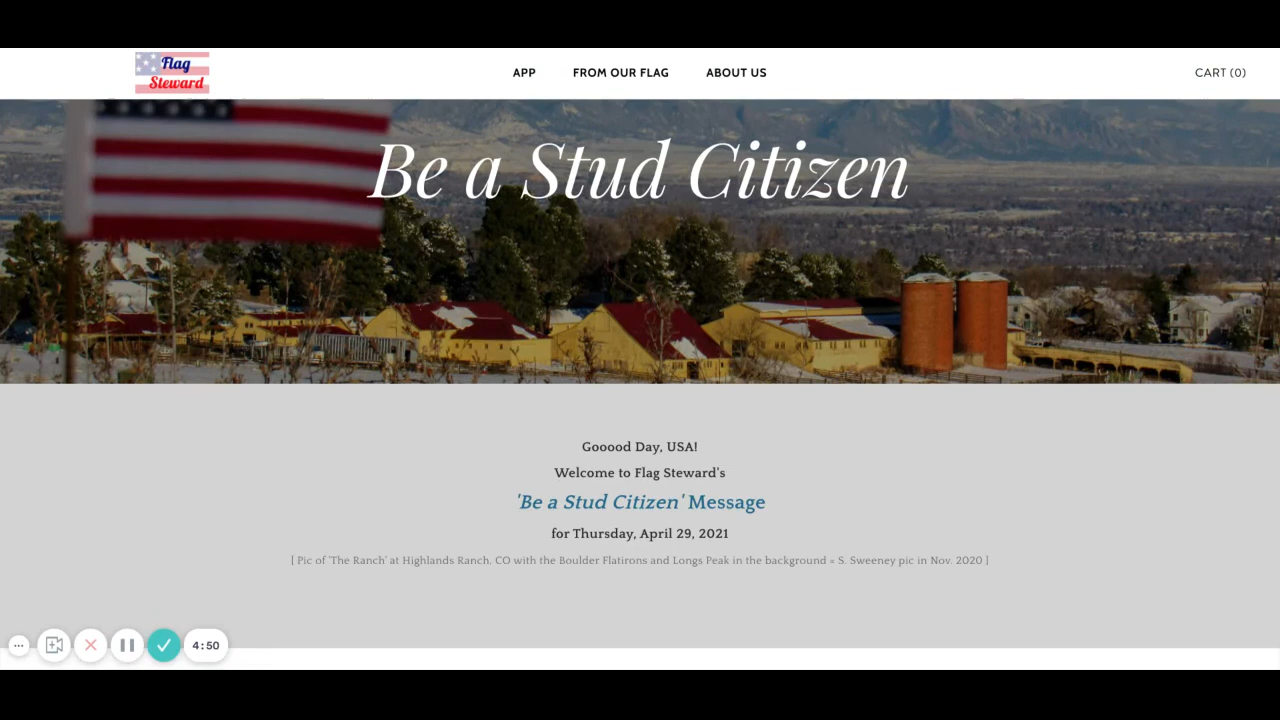 Flag
Steward
APP
FROM OUR FLAG
ABOUT US
CART (0)
Be a Stud Citizen
Gooood Day, USA!
Welcome to Flag Steward's
'Be a Stud Citizen' Message
for Thursday, April 29, 2021
[ Pic of 'The Ranch' at Highlands Ranch, CO with the Boulder Flatirons and Longs Peak in the background = S. Sweeney pic in Nov. 2020 ]
4:50